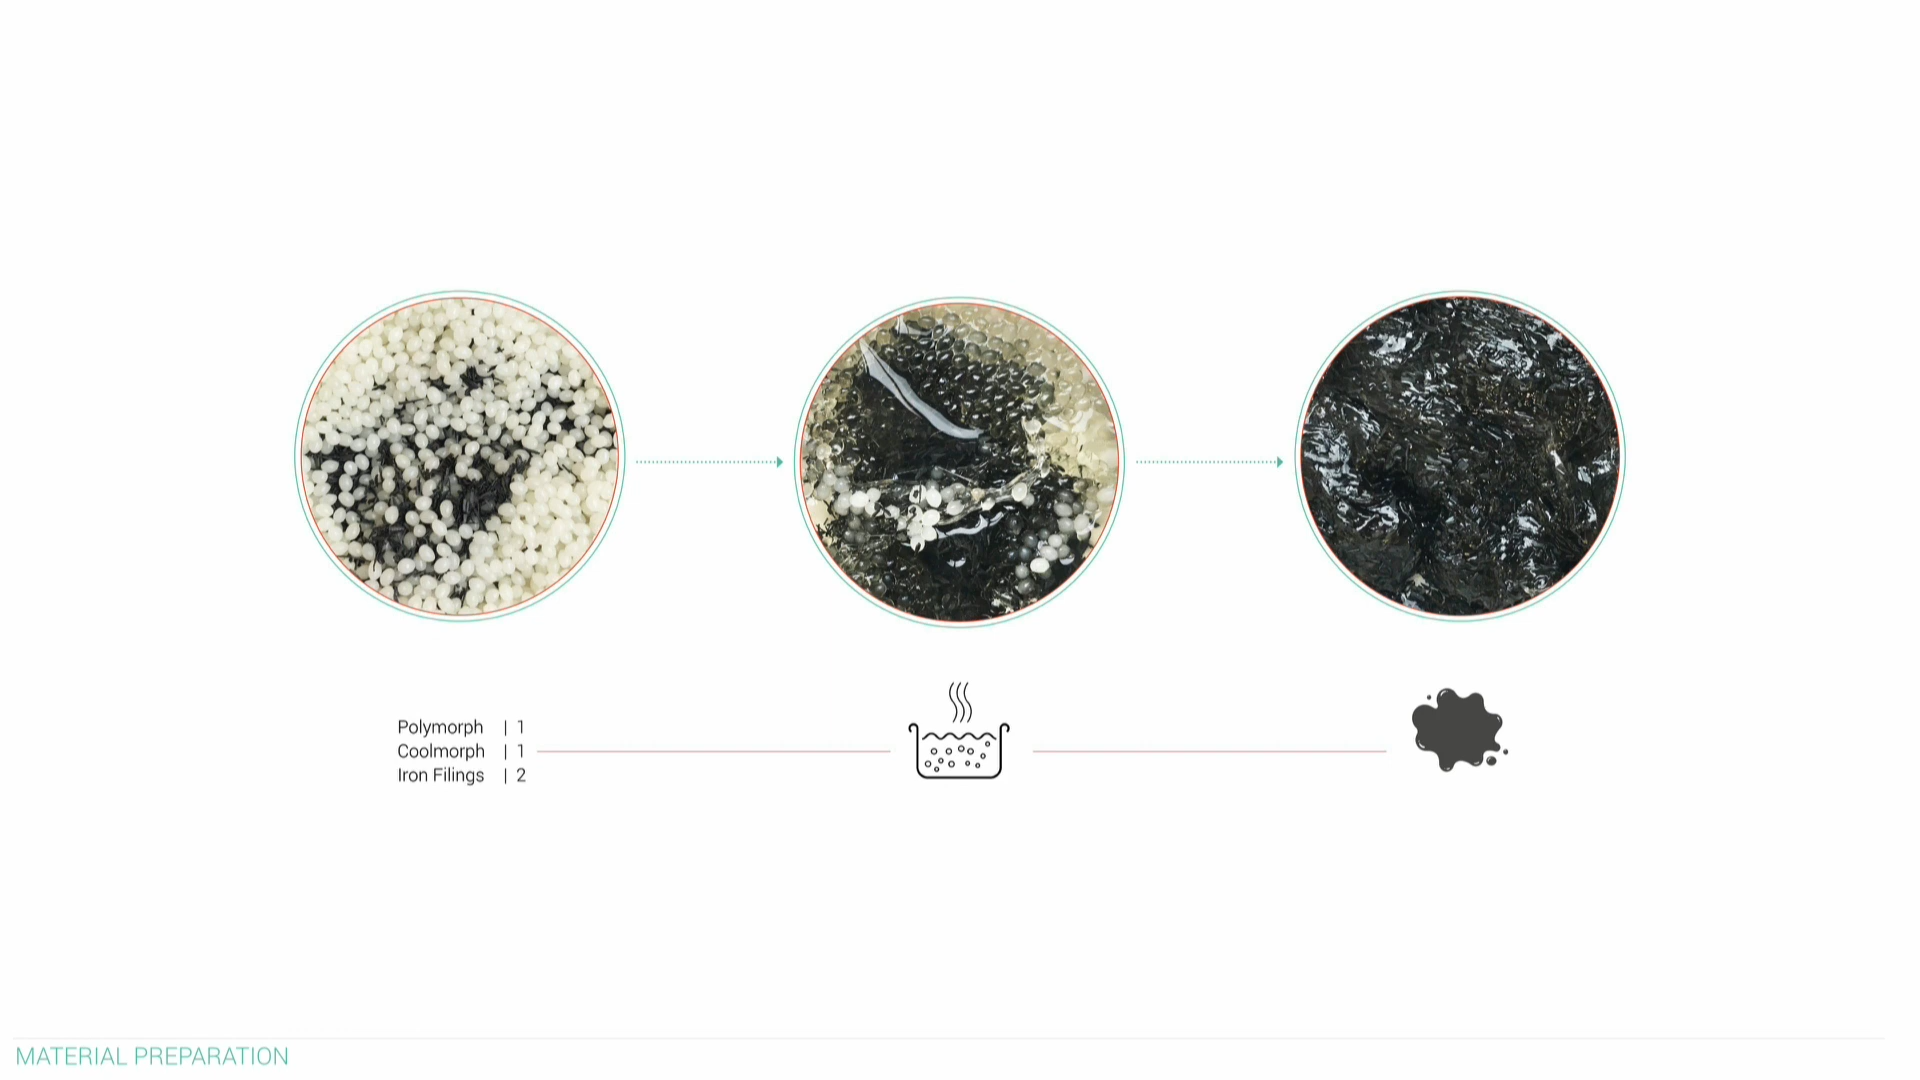 Polymorph | 1
Coolmorph | 1
Iron Filings | 2
MATERIAL PREPARATION